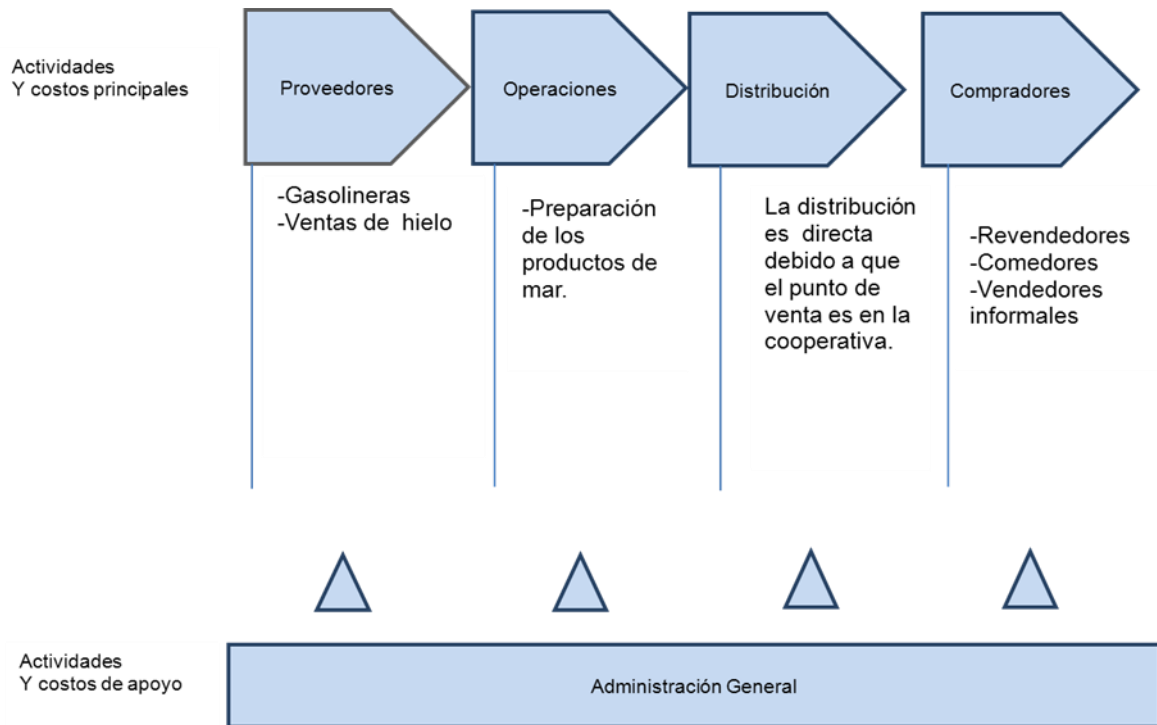 Actividades
Y costos principales
Proveedores
Operaciones
Distribución
Compradores
-Gasolineras
-Ventas de hielo
-Preparación
de los
productos de
mar.
La distribución
es directa
debido a que
el punto de
venta es en la
cooperativa.
-Revendedores
-Comedores
-Vendedores
informales
Actividades
Y costos de apoyo
Administración General